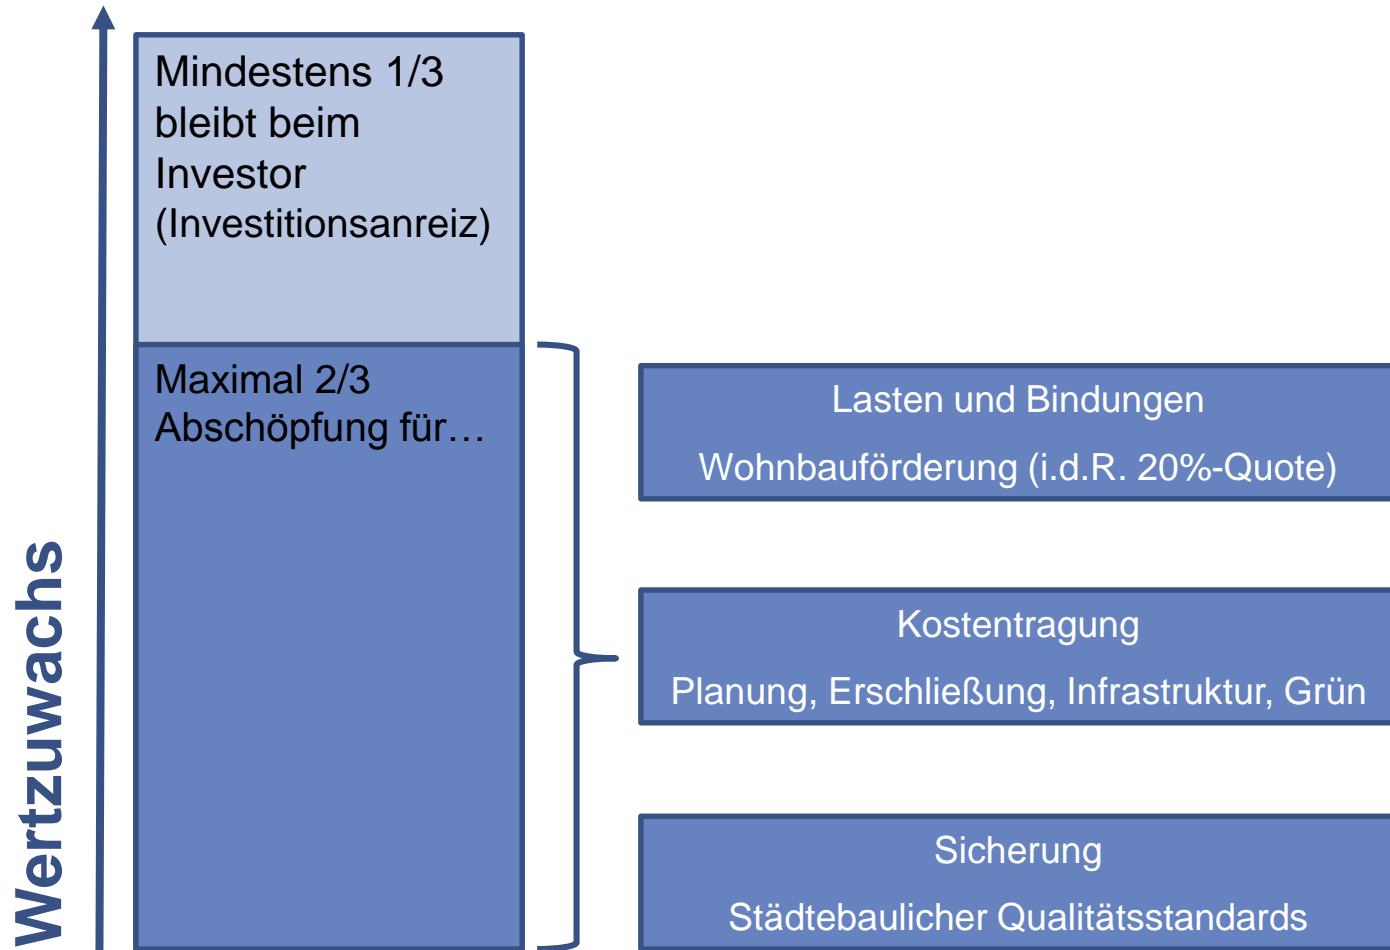 Wertzuwachs
Mindestens 1/3
bleibt beim
Investor
(Investitionsanreiz)
Maximal 2/3
Abschöpfung für…
Lasten und Bindungen
Wohnbauförderung (i.d.R. 20%-Quote)
Kostentragung
Planung, Erschließung, Infrastruktur, Grün
Sicherung
Städtebaulicher Qualitätsstandards